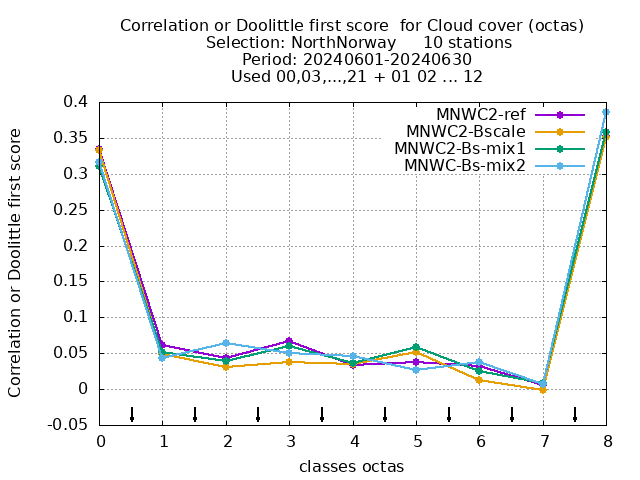 Correlation or Doolittle first score  for Cloud cover (octas)
Selection: NorthNorway     10 stations
Period: 20240601-20240630
Used 00,03,...,21 + 01 02 ... 12
MNWC2-ref
MNWC2-Bscale
MNWC2-Bs-mix1
MNWC-Bs-mix2
Correlation or Doolittle first score
0.4
0.35
0.3
0.25
0.2
0.15
0.1
0.05
0
-0.05
0 1 2 3 4 5 6 7 8
classes octas